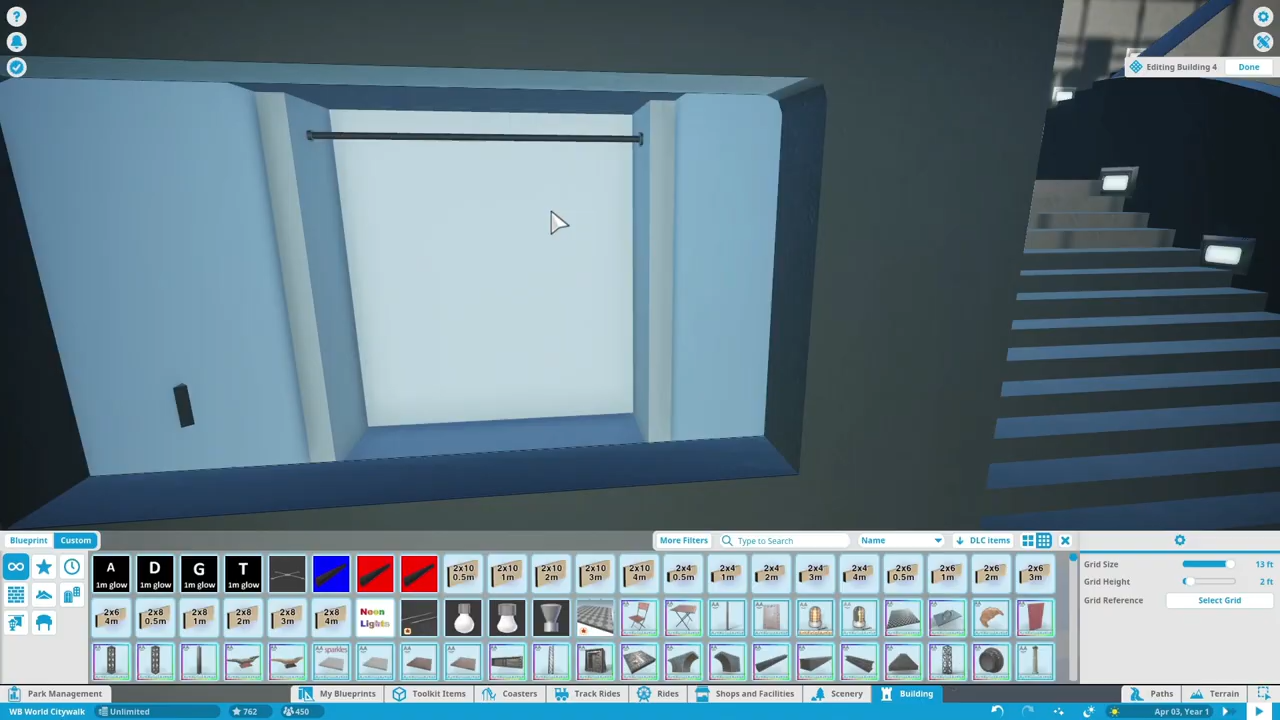 ?
Editing Building 4 Done
Blueprint Custom More Filters Type to Search Name DLC items
A 1m glow D 1m glow G 1m glow T 1m glow 2x10 0.5m 2x10 1m 2x10 2m 2x10 3m 2x10 4m 2x4 0.5m 2x4 1m 2x4 2m 2x4 3m 2x4 4m 2x6 0.5m 2x6 1m 2x6 2m 2x6 3m
Grid Size 13 ft
Grid Height 2 ft
Grid Reference Select Grid
2x6 4m 2x8 0.5m 2x8 1m 2x8 2m 2x8 3m 2x8 4m Neon Lights
sparkles
Park Management My Blueprints Toolkit Items Coasters Track Rides Rides Shops and Facilities Scenery Building Paths Terrain
WB World Citywalk Unlimited 762 450 Apr 03, Year 1